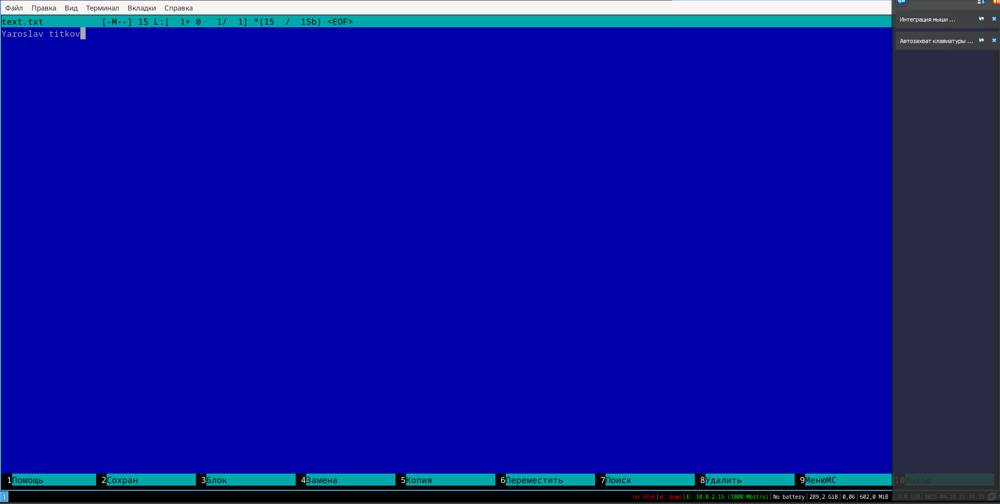 Файл Правка Вид Терминал Вкладки Справка
text.txt [-M--] 15 L:[ 1+ 0 1/ 1] *(15 / 15b) <EOF>
Yaroslav titkov
Интеграция мыши ...
Автозахват клавиатуры ...
1Помощь 2Сохран 3Блок 4Замена 5Копия 6Переместить 7Поиск 8Удалить 9МенюМС 10Выход
1 no IPv6 | W: down | E: 10.0.2.15 (1000 Mbit/s) | No battery | 289,2 GiB | 0,06 | 602,0 MiB | 7,0 GiB | 2025-04-18 21:34:25